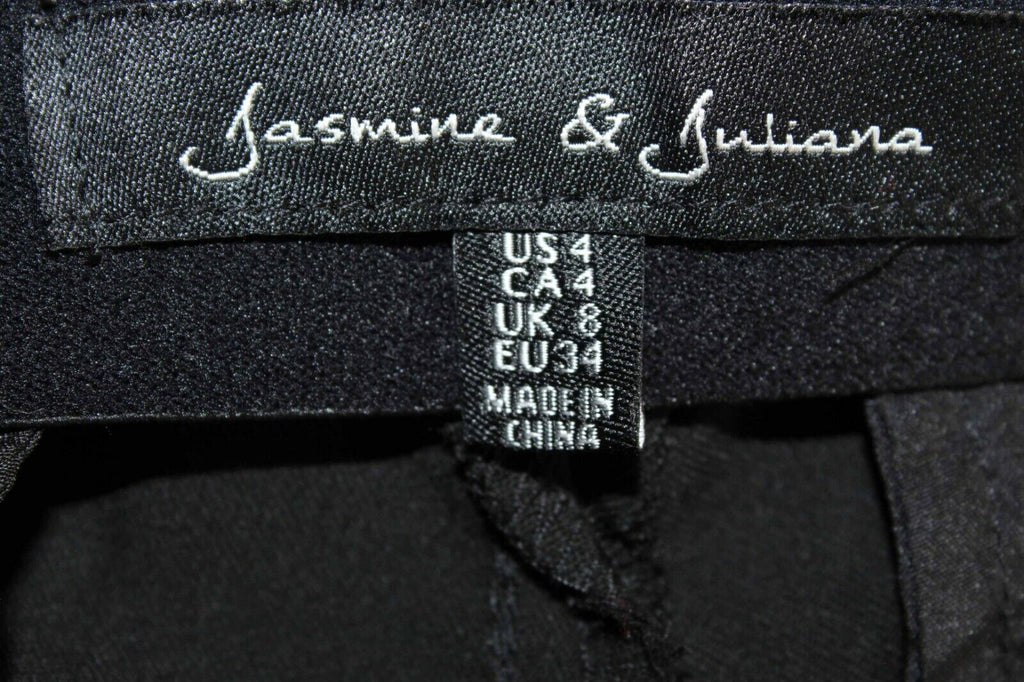 Jasmine & Juliana
US 4
CA 4
UK 8
EU 34
MADE IN
CHINA